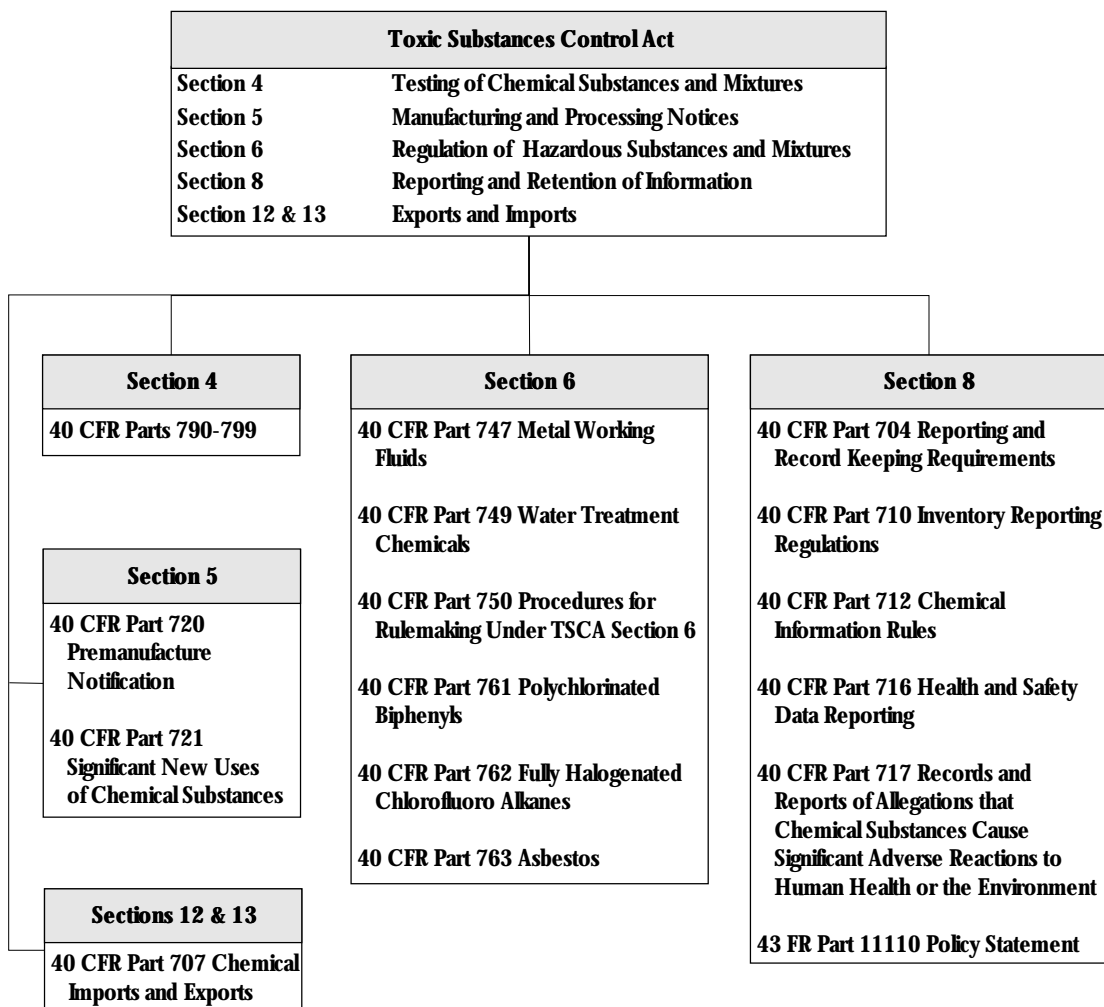 Toxic Substances Control Act
Section 4 Testing of Chemical Substances and Mixtures
Section 5 Manufacturing and Processing Notices
Section 6 Regulation of Hazardous Substances and Mixtures
Section 8 Reporting and Retention of Information
Section 12 & 13 Exports and Imports
Section 4
40 CFR Parts 790-799
Section 5
40 CFR Part 720
Premanufacture
Notification
40 CFR Part 721
Significant New Uses
of Chemical Substances
Sections 12 & 13
40 CFR Part 707 Chemical
Imports and Exports
Section 6
40 CFR Part 747 Metal Working
Fluids
40 CFR Part 749 Water Treatment
Chemicals
40 CFR Part 750 Procedures for
Rulemaking Under TSCA Section 6
40 CFR Part 761 Polychlorinated
Biphenyls
40 CFR Part 762 Fully Halogenated
Chlorofluoro Alkanes
40 CFR Part 763 Asbestos
Section 8
40 CFR Part 704 Reporting and
Record Keeping Requirements
40 CFR Part 710 Inventory Reporting
Regulations
40 CFR Part 712 Chemical
Information Rules
40 CFR Part 716 Health and Safety
Data Reporting
40 CFR Part 717 Records and
Reports of Allegations that
Chemical Substances Cause
Significant Adverse Reactions to
Human Health or the Environment
43 FR Part 11110 Policy Statement